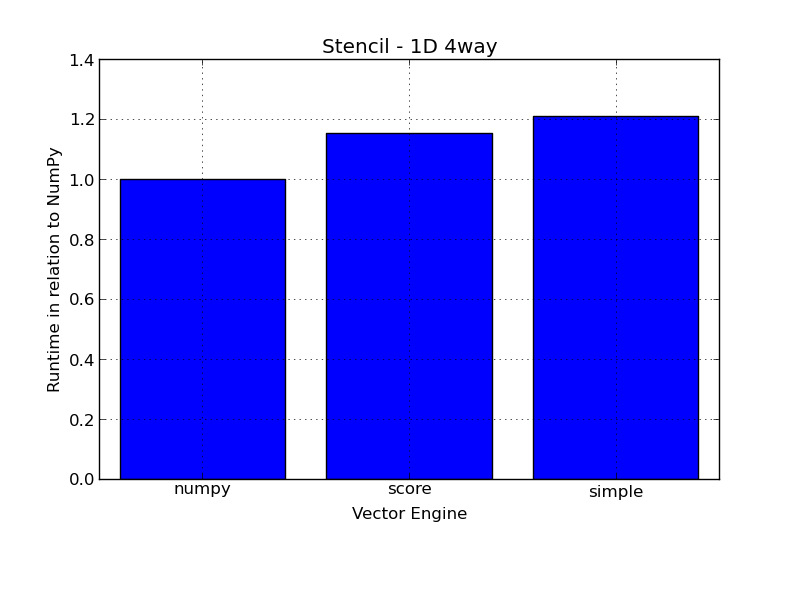 Stencil - 1D 4way
1.4
1.2
1.0
0.8
0.6
0.4
0.2
0.0
Runtime in relation to NumPy
numpy score simple
Vector Engine